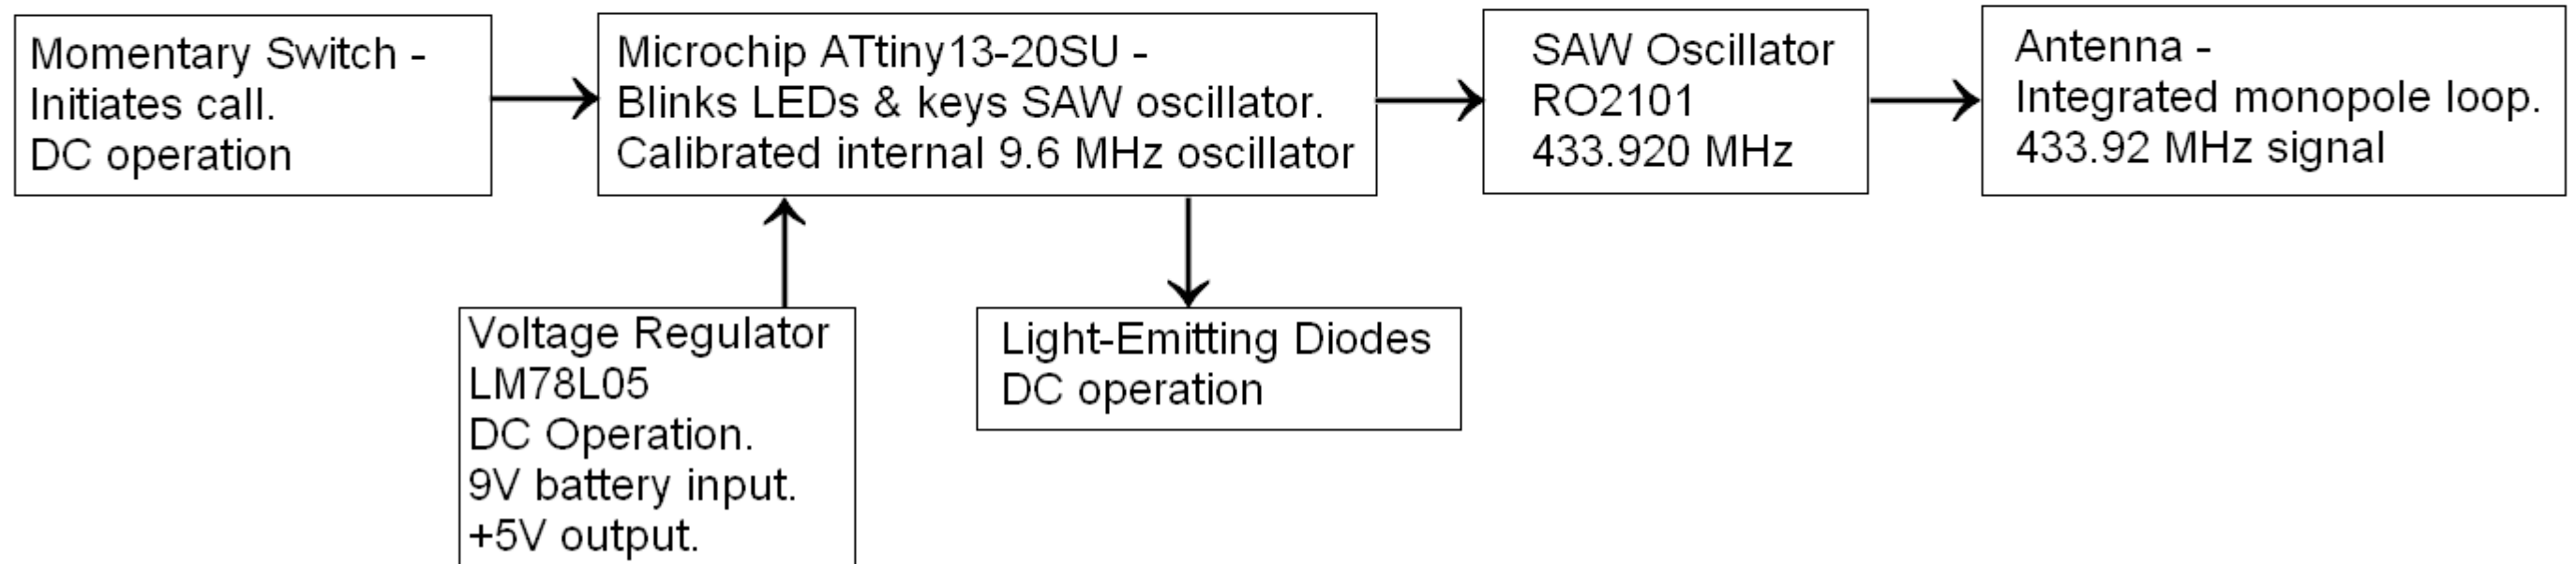 Momentary Switch -
Initiates call.
DC operation
Microchip ATtiny13-20SU -
Blinks LEDs & keys SAW oscillator.
Calibrated internal 9.6 MHz oscillator
SAW Oscillator
RO2101
433.920 MHz
Antenna -
Integrated monopole loop.
433.92 MHz signal
Voltage Regulator
LM78L05
DC Operation.
9V battery input.
+5V output.
Light-Emitting Diodes
DC operation